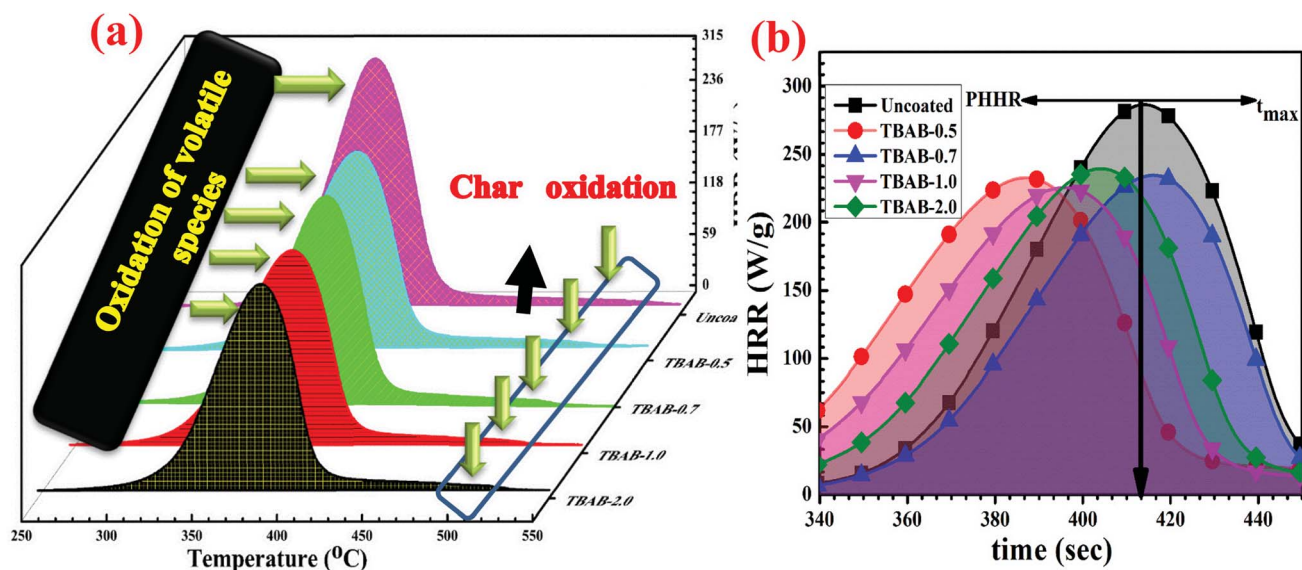 (a)
Oxidation of volatile
species
Char oxidation
315
236
177
118
59
0
Uncoa
TBAB-0.5
TBAB-0.7
TBAB-1.0
TBAB-2.0
250
300
350
400
450
500
550
Temperature (⁰C)
(b)
300
250
200
150
100
50
0
HRR (W/g)
Uncoated
TBAB-0.5
TBAB-0.7
TBAB-1.0
TBAB-2.0
PHHR
tmax
340
360
380
400
420
440
time (sec)